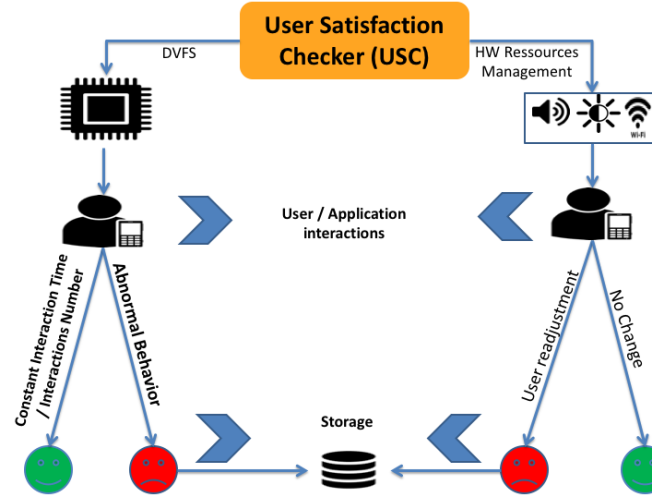 User Satisfaction
Checker (USC)
DVFS
HW Ressources
Management
Wi-Fi
User / Application
interactions
Constant Interaction Time
/ Interactions Number
Abnormal Behavior
User readjustment
No Change
Storage